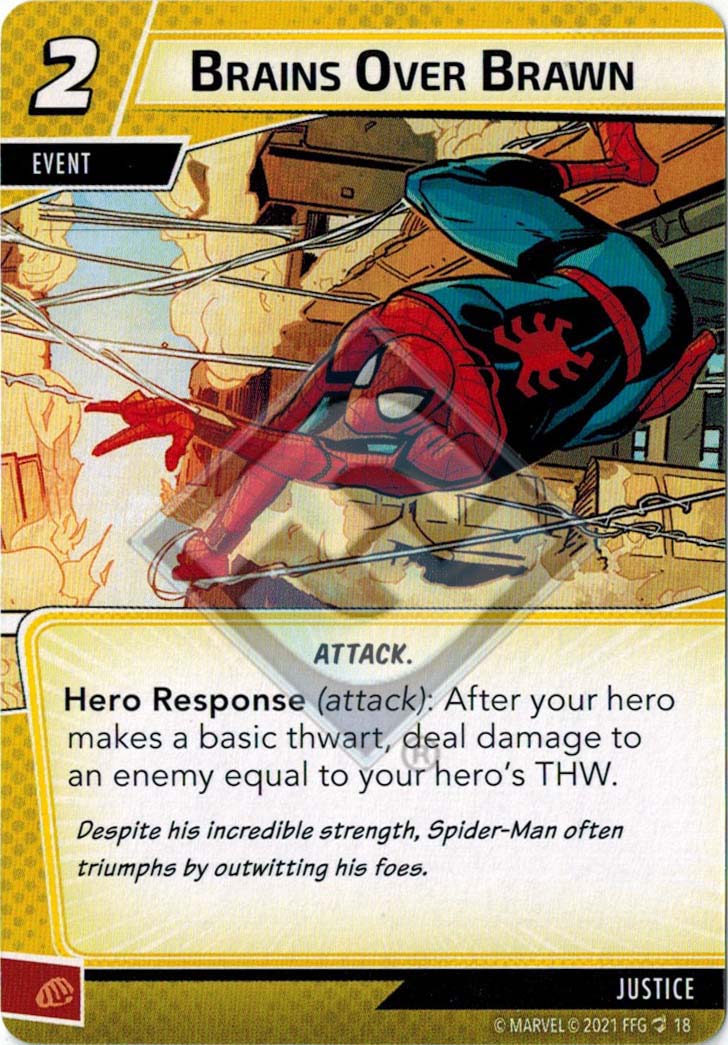 2
BRAINS OVER BRAWN
EVENT
ATTACK.
Hero Response (attack): After your hero
makes a basic thwart, deal damage to
an enemy equal to your hero's THW.
Despite his incredible strength, Spider-Man often
triumphs by outwitting his foes.
®
JUSTICE
© MARVEL © 2021 FFG 18